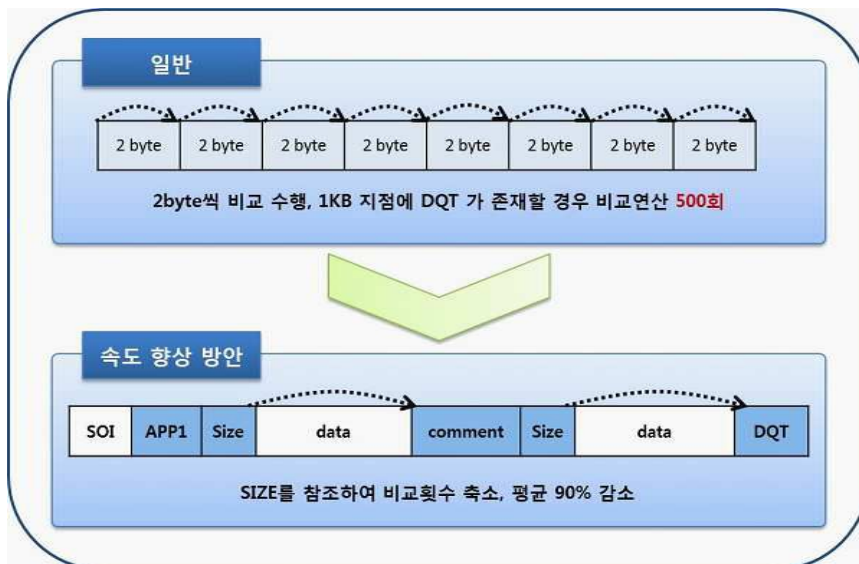 일반
2 byte 2 byte 2 byte 2 byte 2 byte 2 byte 2 byte 2 byte
2byte씩 비교 수행, 1KB 지점에 DQT 가 존재할 경우 비교연산 500회
속도 향상 방안
SOI APP1 Size data comment Size data DQT
SIZE를 참조하여 비교횟수 축소, 평균 90% 감소